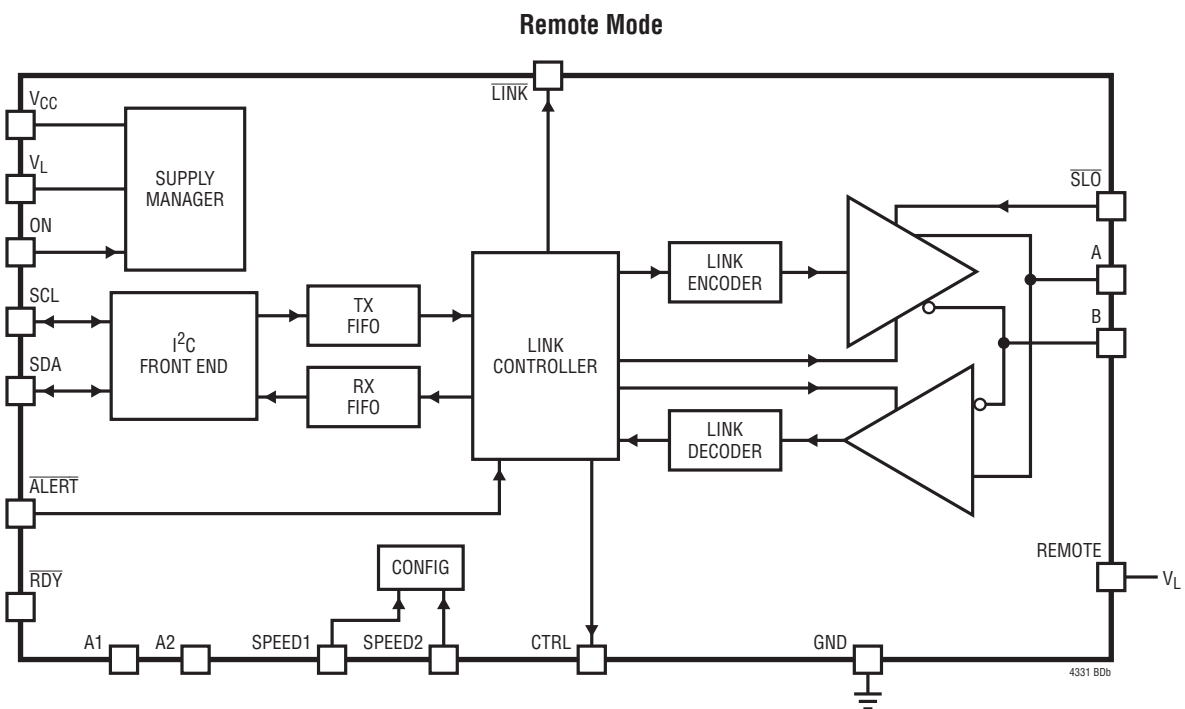 Remote Mode
LINK
VCC
VL
ON
SCL
SDA
ALERT
RDY
SUPPLY
MANAGER
I2C
FRONT END
TX
FIFO
RX
FIFO
LINK
CONTROLLER
LINK
ENCODER
LINK
DECODER
SLO
A
B
REMOTE
VL
CONFIG
A1
A2
SPEED1
SPEED2
CTRL
GND
4331 BDb